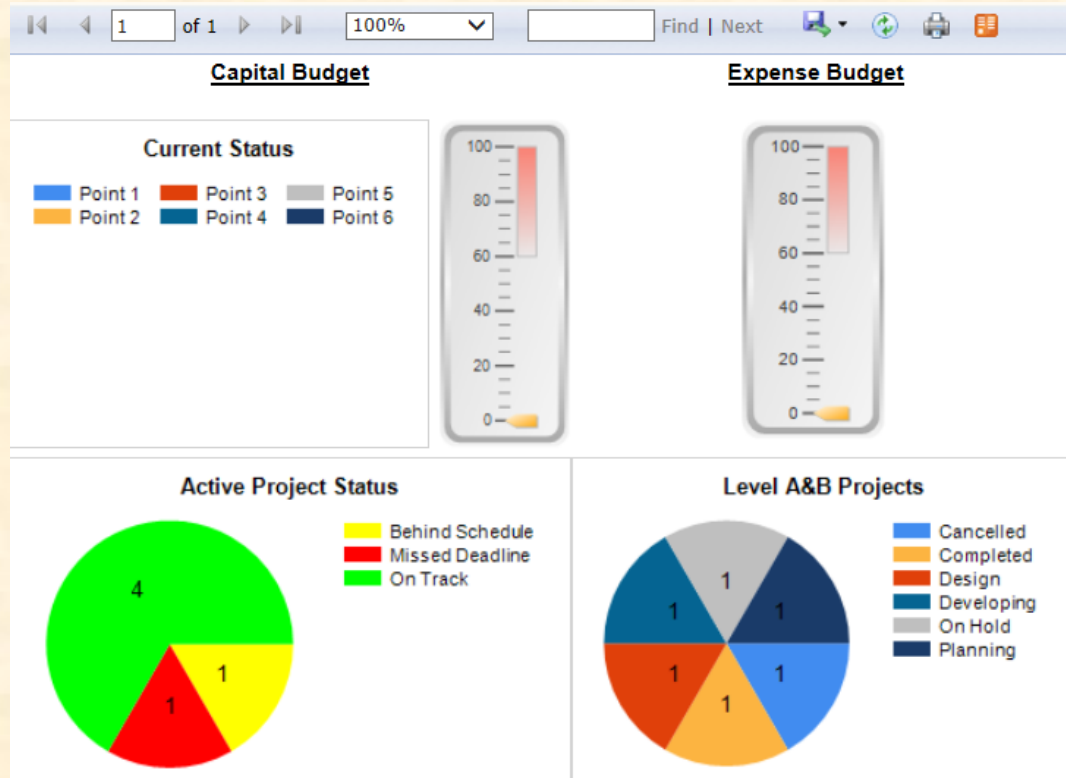 1 of 1 100% Find | Next
Capital Budget Expense Budget
Current Status
Point 1 Point 3 Point 5
Point 2 Point 4 Point 6
100
80
60
40
20
0
100
80
60
40
20
0
Active Project Status
Behind Schedule
Missed Deadline
On Track
4
1
1
Level A&B Projects
Cancelled
Completed
Design
Developing
On Hold
Planning
1
1
1
1
1
1